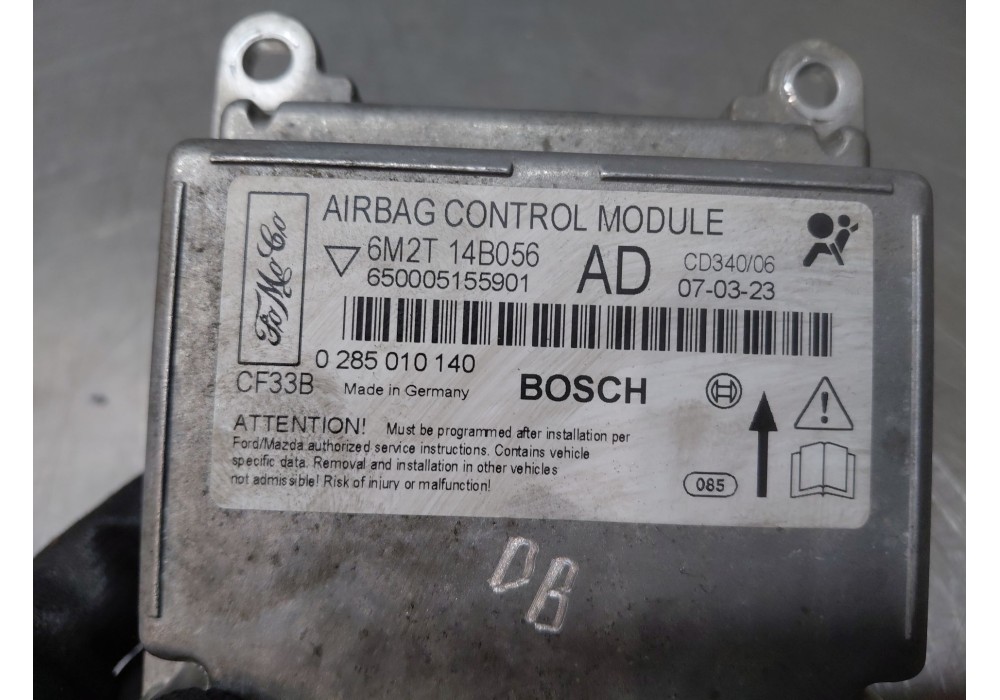 FoMoCo
AIRBAG CONTROL MODULE
6M2T 14B056 AD CD340/06
650005155901 07-03-23
0 285 010 140
CF33B Made in Germany BOSCH
ATTENTION! Must be programmed after installation per
Ford/Mazda authorized service instructions. Contains vehicle
specific data. Removal and installation in other vehicles
not admissible! Risk of injury or malfunction!
085
DB